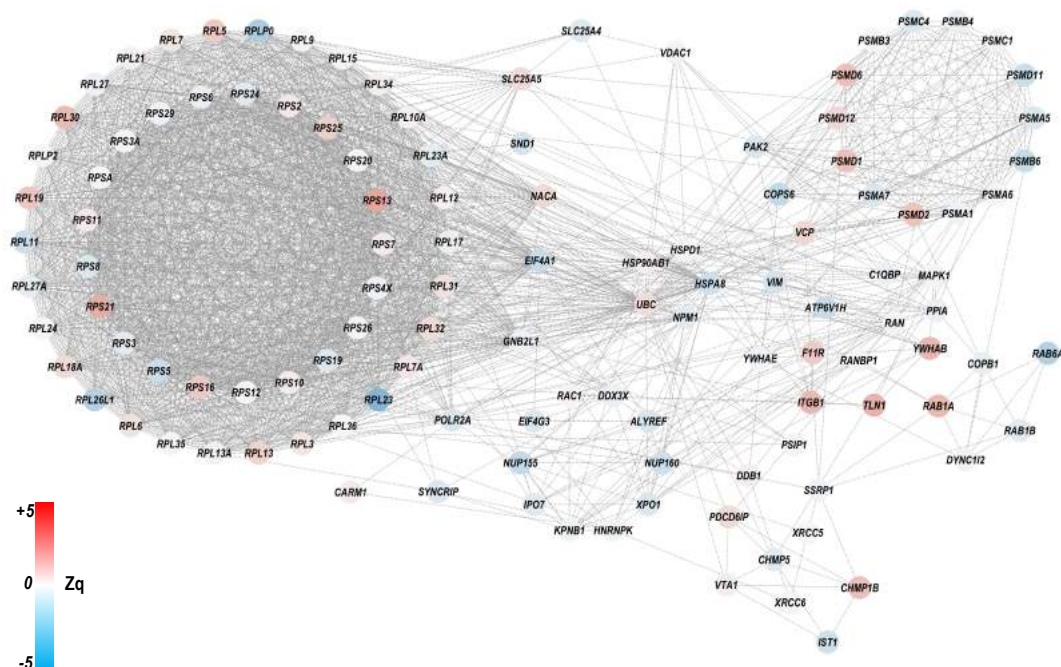 RPL5
RPLP0
RPL7
RPL9
RPL21
RPL15
RPL27
RPL34
RPL30
RPL10A
RPLP2
RPL23A
RPL19
RPL12
RPL11
RPL17
RPL27A
RPL31
RPL24
RPL32
RPL18A
RPL7A
RPL26L1
RPL23
RPL6
RPL36
RPL35
RPL13A
RPL13
RPL3
RPS6
RPS24
RPS2
RPS29
RPS25
RPS3A
RPS20
RPSA
RPS13
RPS11
RPS7
RPS8
RPS4X
RPS21
RPS26
RPS3
RPS19
RPS5
RPS16
RPS12
RPS10
SLC25A4
VDAC1
SLC25A5
SND1
PAK2
NACA
COPS6
EIF4A1
HSP90AB1
HSPD1
HSPA8
UBC
NPM1
GNB2L1
VCP
VIM
ATP6V1H
C1QBP
MAPK1
RAN
PPIA
YWHAE
F11R
RANBP1
YWHAB
COPB1
RAB6A
RAC1
DDX3X
ITGB1
TLN1
RAB1A
POLR2A
EIF4G3
ALYREF
PSIP1
RAB1B
DYNC1I2
NUP155
NUP160
DDB1
SSRP1
CARM1
SYNCRIP
IPO7
XPO1
PDCD6IP
KPNB1
HNRNPK
XRCC5
CHMP5
VTA1
CHMP1B
XRCC6
IST1
PSMC4
PSMB4
PSMB3
PSMC1
PSMD6
PSMD11
PSMD12
PSMA5
PSMD1
PSMB6
PSMA7
PSMA6
PSMD2
PSMA1
+5
0
Zq
-5